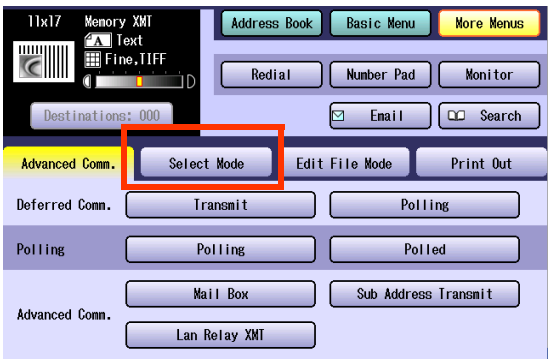 11x17 Memory XMT
A Text
Fine,TIFF
D
Destinations: 000
Address Book Basic Menu More Menus
Redial Number Pad Monitor
Email Search
Advanced Comm. Select Mode Edit File Mode Print Out
Deferred Comm. Transmit Polling
Polling Polling Polled
Advanced Comm. Mail Box Sub Address Transmit
Lan Relay XMT